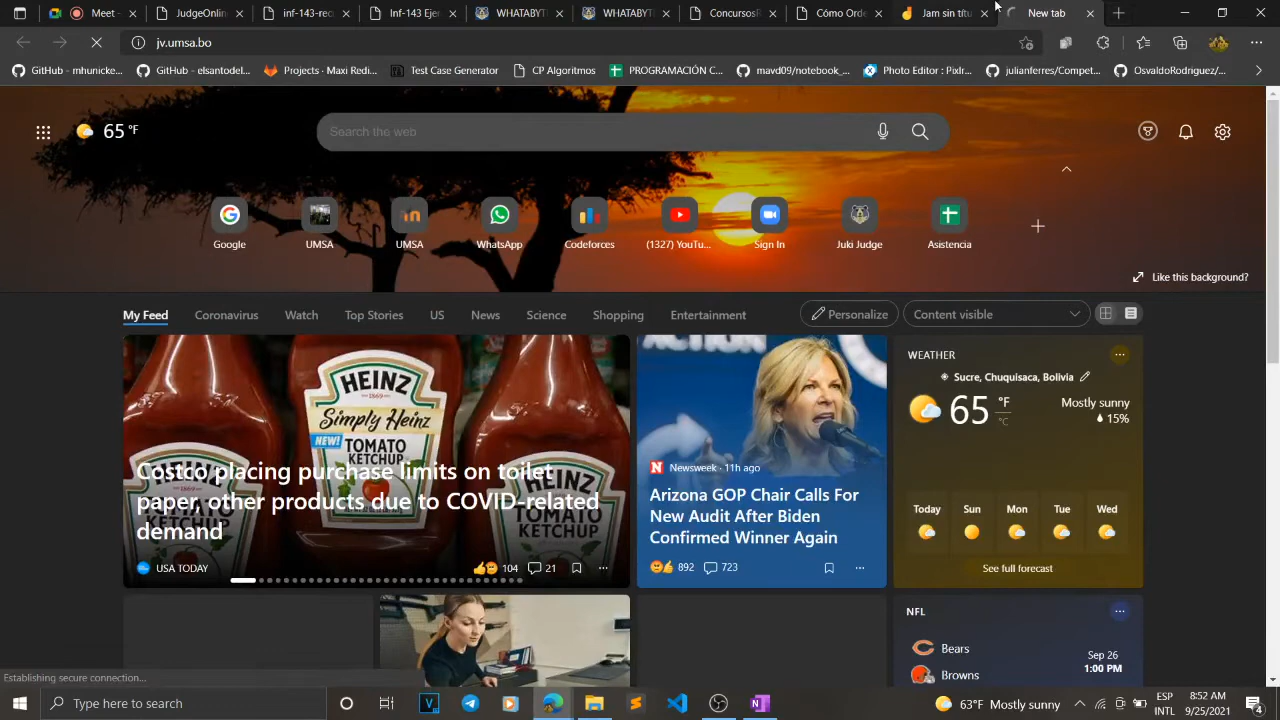 Meet
JudgeOnlin
inf-143-rec
Inf-143 Ejer
WHATABYT
WHATABYT
Concursos
Cómo Orde
Jam sin títu
New tab
jv.umsa.bo
GitHub - mhunicke...
GitHub - elsantodel...
Projects · Maxi Redi...
Test Case Generator
CP Algoritmos
PROGRAMACIÓN C...
mavd09/notebook_...
Photo Editor : Pixlr...
julianferres/Compet...
OsvaldoRodriguez/...
65 °F
Search the web
Google
UMSA
UMSA
WhatsApp
Codeforces
(1327) YouTu...
Sign In
Juki Judge
Asistencia
Like this background?
My Feed
Coronavirus
Watch
Top Stories
US
News
Science
Shopping
Entertainment
Personalize
Content visible
HEINZ
Simply Heinz
NEW!
TOMATO
KETCHUP
Costco placing purchase limits on toilet
paper, other products due to COVID-related
demand
USA TODAY
104
21
ACTION
Newsweek · 11h ago
Arizona GOP Chair Calls For
New Audit After Biden
Confirmed Winner Again
892
723
WEATHER
Sucre, Chuquisaca, Bolivia
65 °F
°C
Mostly sunny
15%
Today
Sun
Mon
Tue
Wed
See full forecast
NFL
Bears
Browns
Sep 26
1:00 PM
Establishing secure connection...
Type here to search
63°F Mostly sunny
ESP
INTL
8:52 AM
9/25/2021
4